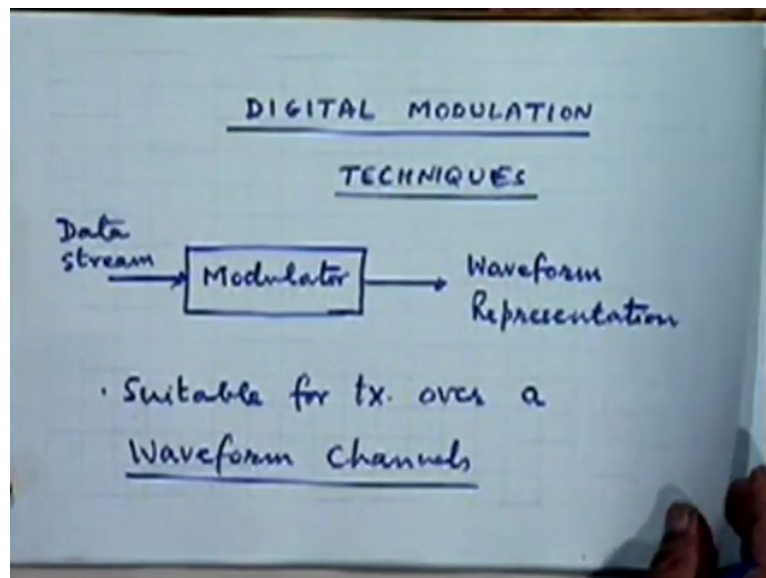 DIGITAL MODULATION
TECHNIQUES
Data
stream
Modulator
Waveform
Representation
· Suitable for tx. over a
Waveform Channels